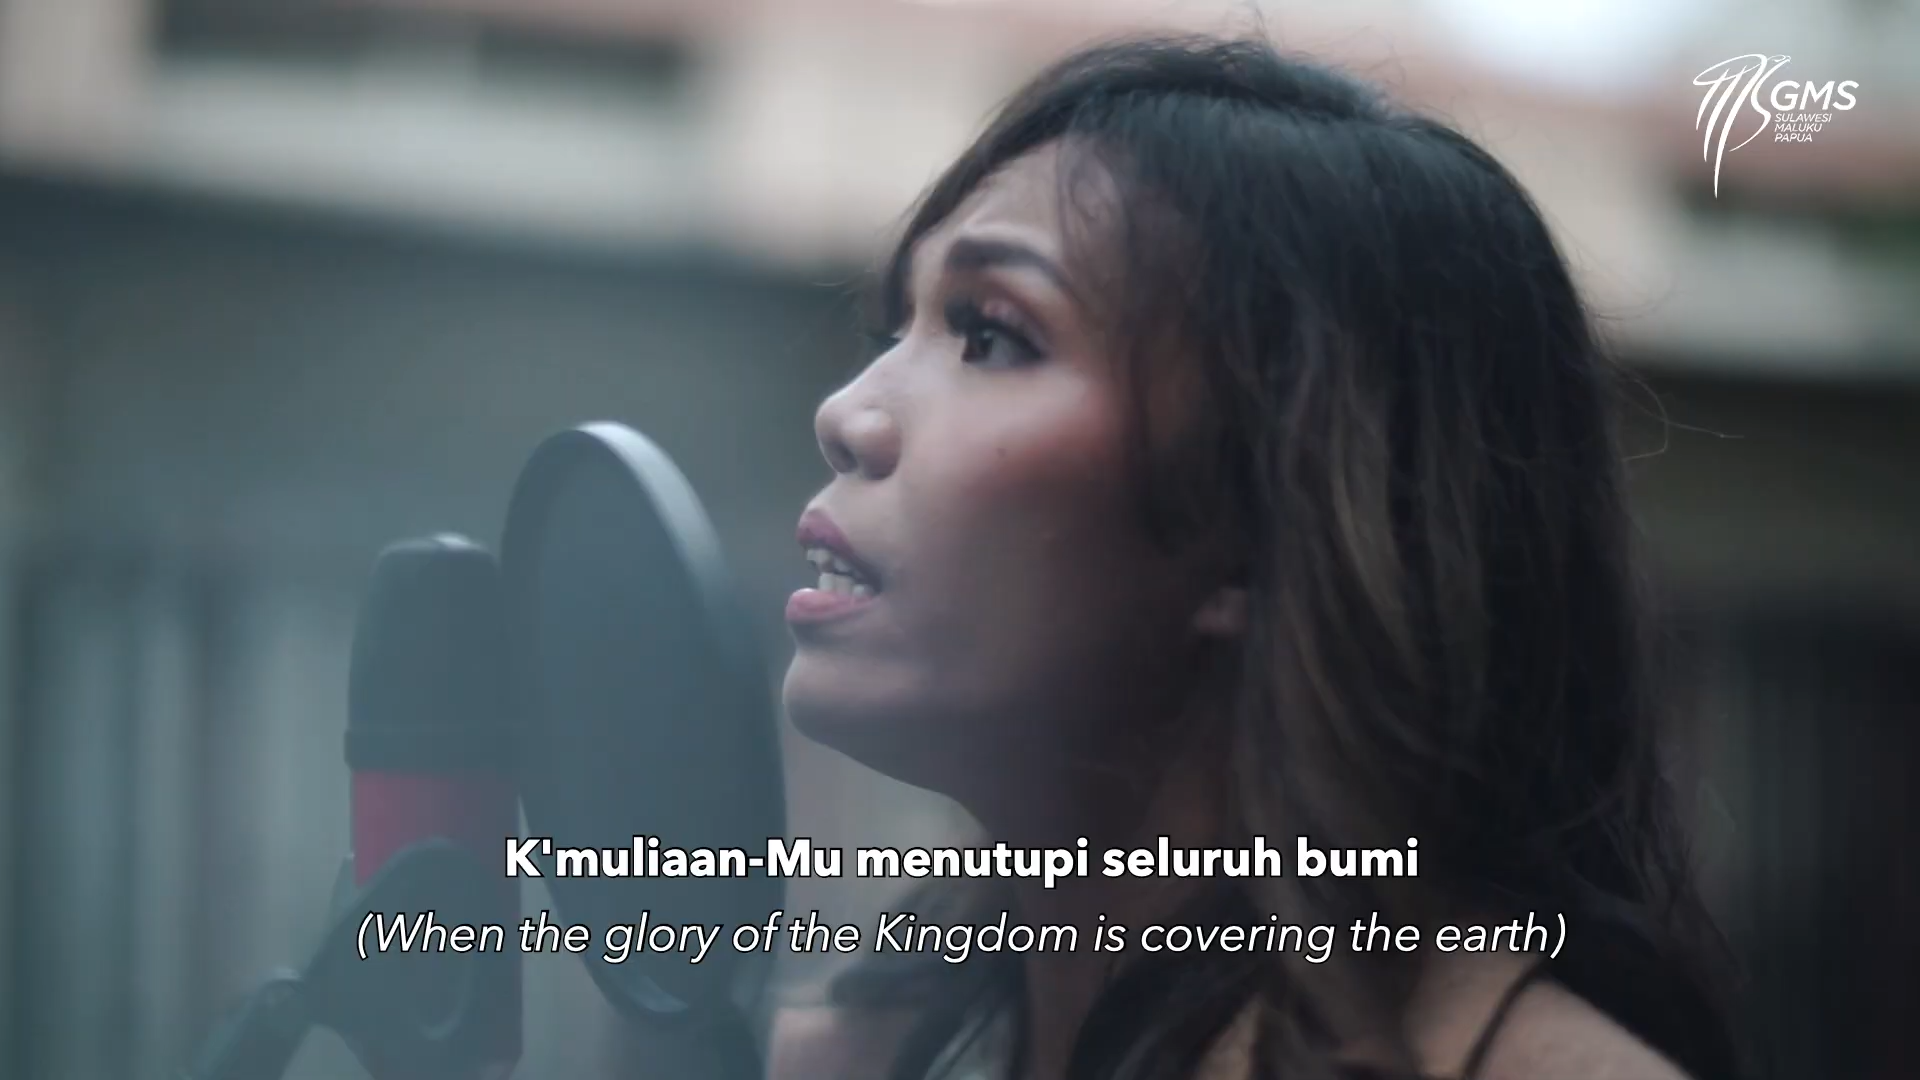 GMS
SULAWESI
MALUKU
PAPUA
K'muliaan-Mu menutupi seluruh bumi
(When the glory of the Kingdom is covering the earth)